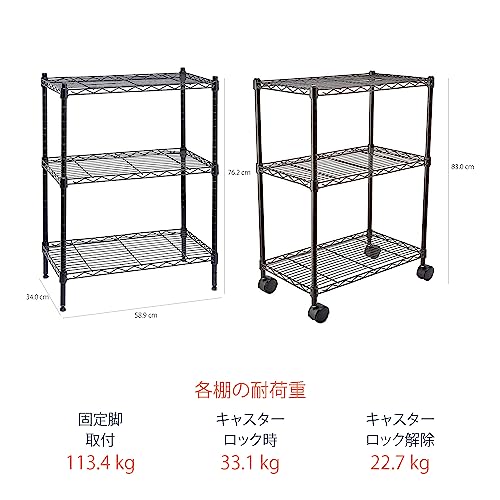 76.2 cm
83.0 cm
34.0 cm
58.9 cm
各棚の耐荷重
固定脚
取付
113.4 kg
キャスター
ロック時
33.1 kg
キャスター
ロック解除
22.7 kg